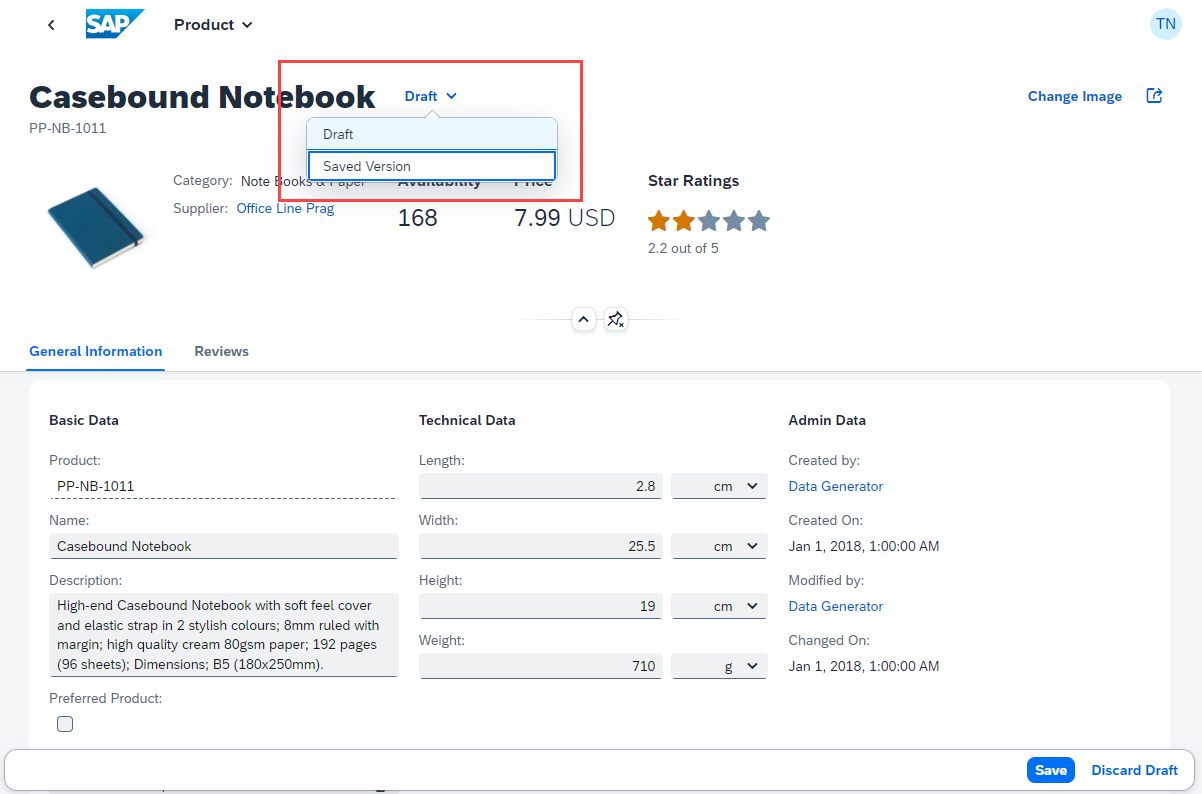 SAP
Product
TN
Casebound Notebook
Draft
Change Image
PP-NB-1011
Draft
Saved Version
Category: Note Books & Paper
Supplier: Office Line Prag
Availability
168
Price
7.99 USD
Star Ratings
2.2 out of 5
General Information
Reviews
Basic Data
Product:
PP-NB-1011
Name:
Casebound Notebook
Description:
High-end Casebound Notebook with soft feel cover
and elastic strap in 2 stylish colours; 8mm ruled with
margin; high quality cream 80gsm paper; 192 pages
(96 sheets); Dimensions; B5 (180x250mm).
Preferred Product:
Technical Data
Length:
2.8 cm
Width:
25.5 cm
Height:
19 cm
Weight:
710 g
Admin Data
Created by:
Data Generator
Created On:
Jan 1, 2018, 1:00:00 AM
Modified by:
Data Generator
Changed On:
Jan 1, 2018, 1:00:00 AM
Save
Discard Draft